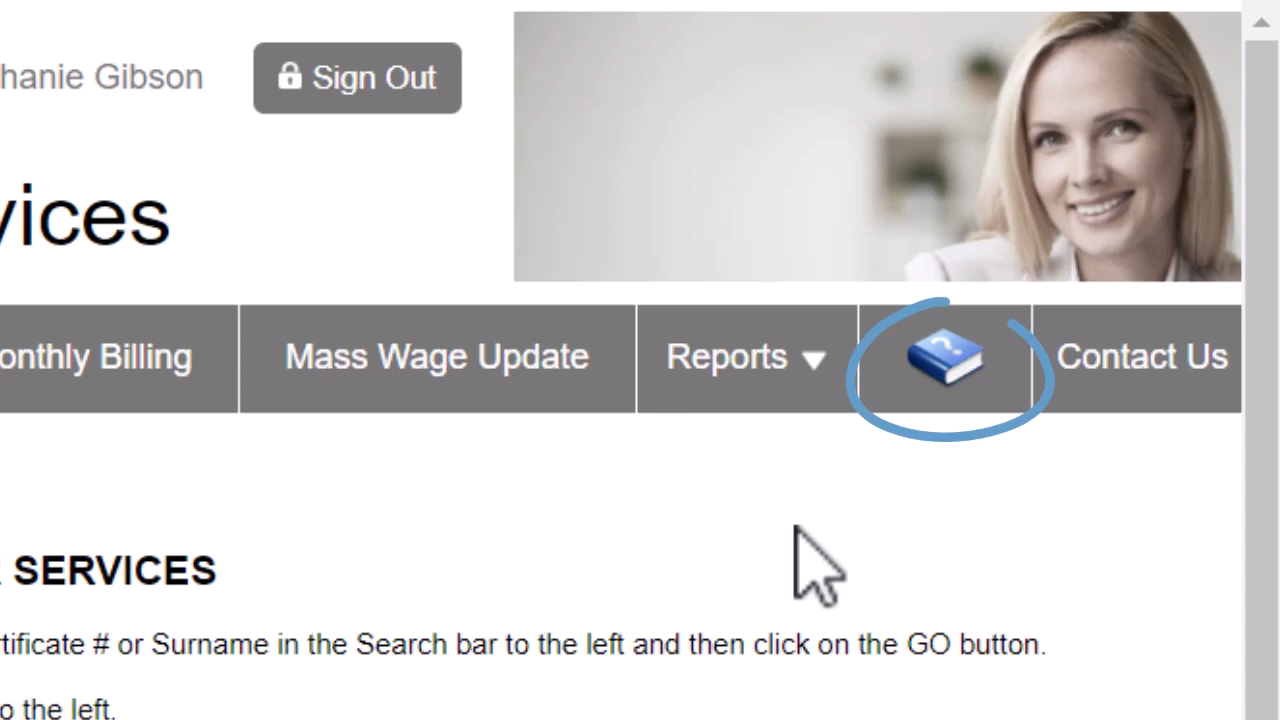 hanie Gibson
Sign Out
vices
onthly Billing
Mass Wage Update
Reports
?
Contact Us
SERVICES
rtificate # or Surname in the Search bar to the left and then click on the GO button.
o the left.